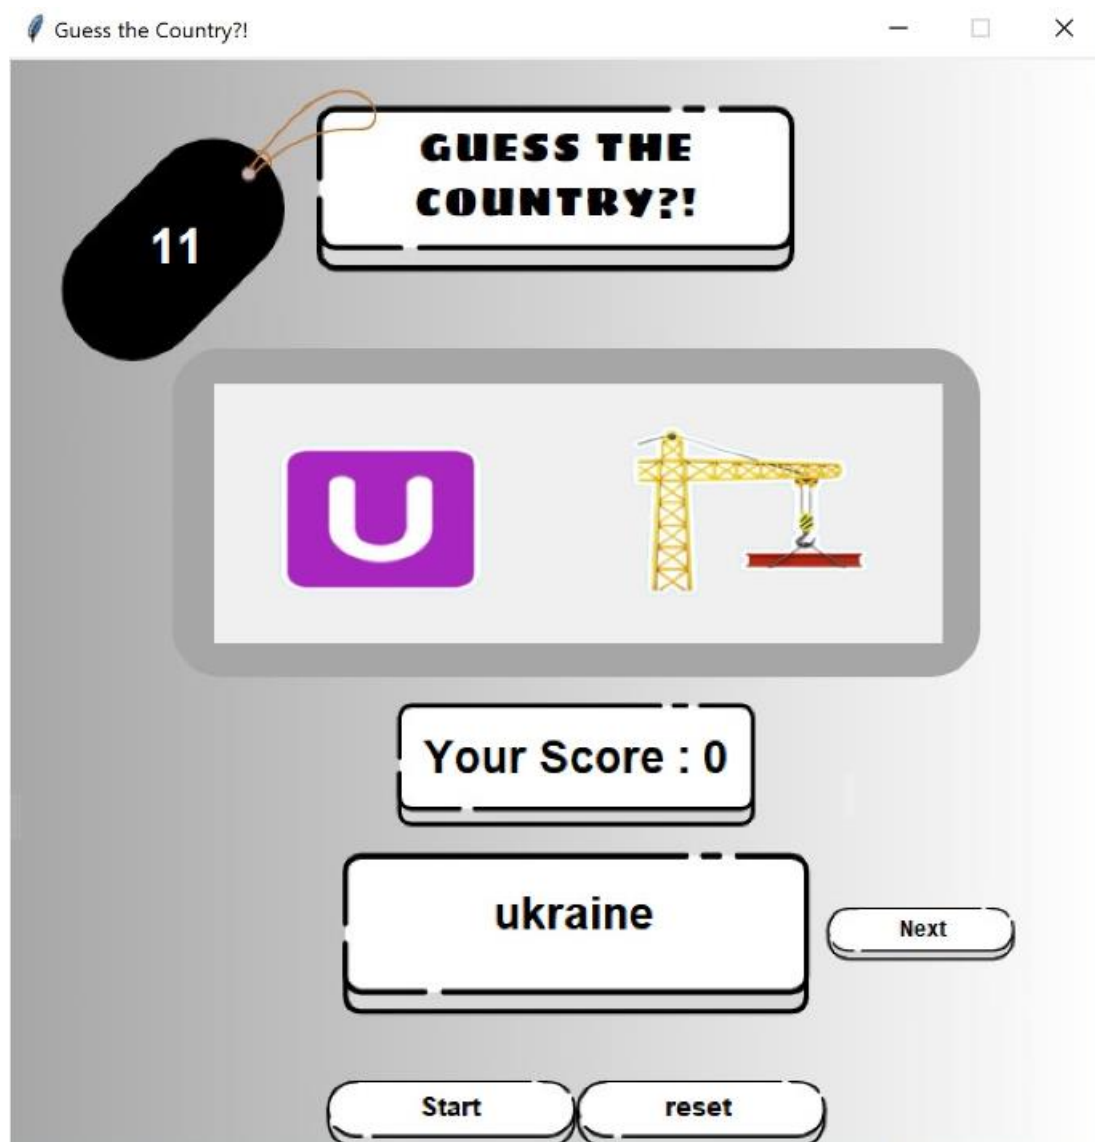 Guess the Country?!
11
GUESS THE
COUNTRY?!
U
Your Score : 0
ukraine
Next
Start
reset